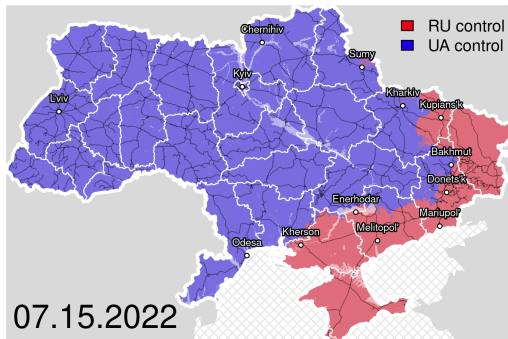 RU control
UA control
Chernihiv
Sumy
Kyiv
L'viv
Kharkiv
Kupians'k
Bakhmut
Donets'k
Enerhodar
Mariupol'
Kherson
Melitopol'
Odesa
07.15.2022